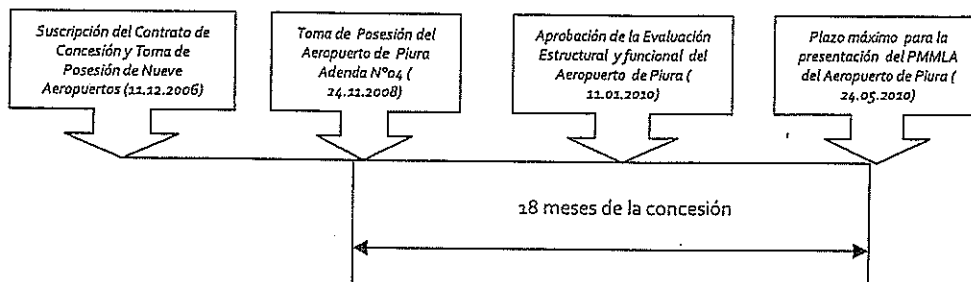 Suscripción del Contrato de
Concesión y Toma de
Posesión de Nueve
Aeropuertos (11.12.2006)
Toma de Posesión del
Aeropuerto de Piura
Adenda N°04 (
24.11.2008)
Aprobación de la Evaluación
Estructural y funcional del
Aeropuerto de Piura (
11.01.2010)
Plazo máximo para la
presentación del PMMLA
del Aeropuerto de Piura (
24.05.2010)
18 meses de la concesión